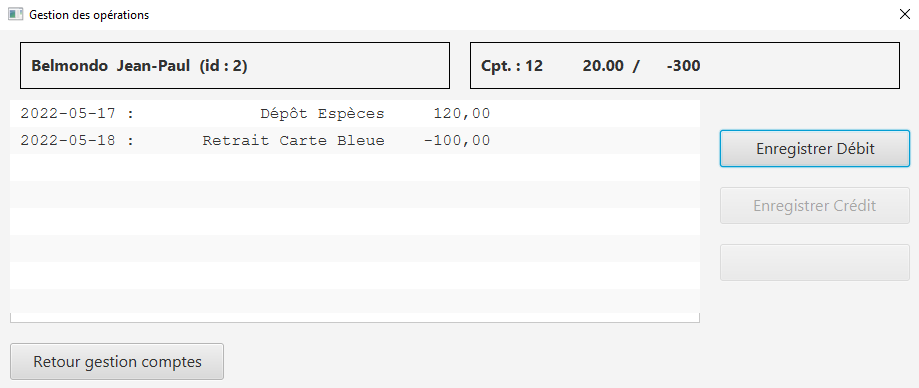 Gestion des opérations
Belmondo Jean-Paul (id : 2)
Cpt. : 12 20.00 / -300
2022-05-17 : Dépôt Espèces 120,00
2022-05-18 : Retrait Carte Bleue -100,00
Enregistrer Débit
Enregistrer Crédit
Retour gestion comptes